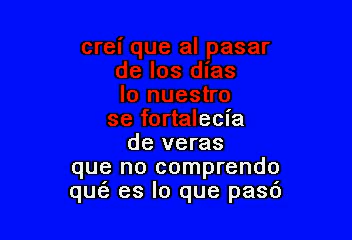 creí que al pasar
de los días
lo nuestro
se fortalecía
de veras
que no comprendo
qué es lo que pasó